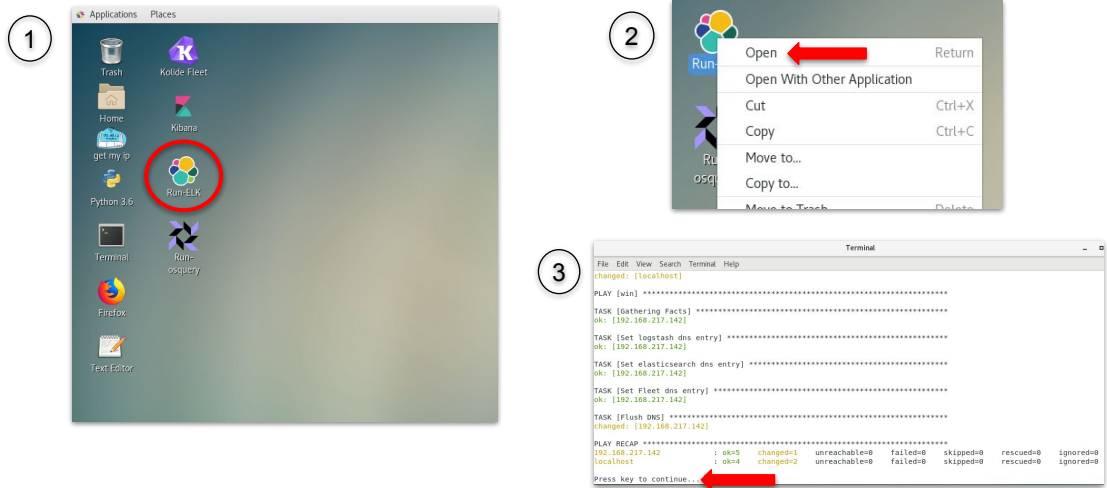 1
Applications Places
Trash
Kolide Fleet
Home
Kibana
get my ip
Run-ELK
Python 3.6
Terminal
Run-
osquery
Firefox
Text Editor
2
Run-
Open Return
Open With Other Application
Cut Ctrl+X
Copy Ctrl+C
Move to...
Copy to...
Move to Trash Delete
Ru
osq
3
Terminal
File Edit View Search Terminal Help
changed: [localhost]
PLAY [win] **********************************************************************
TASK [Gathering Facts] **********************************************************
ok: [192.168.217.142]
TASK [Set logstash dns entry] ***************************************************
ok: [192.168.217.142]
TASK [Set elasticsearch dns entry] **********************************************
ok: [192.168.217.142]
TASK [Set Fleet dns entry] ******************************************************
ok: [192.168.217.142]
TASK [Flush DNS] ****************************************************************
changed: [192.168.217.142]
PLAY RECAP **********************************************************************
192.168.217.142 : ok=5 changed=1 unreachable=0 failed=0 skipped=0 rescued=0 ignored=0
localhost : ok=4 changed=2 unreachable=0 failed=0 skipped=0 rescued=0 ignored=0
Press key to continue...